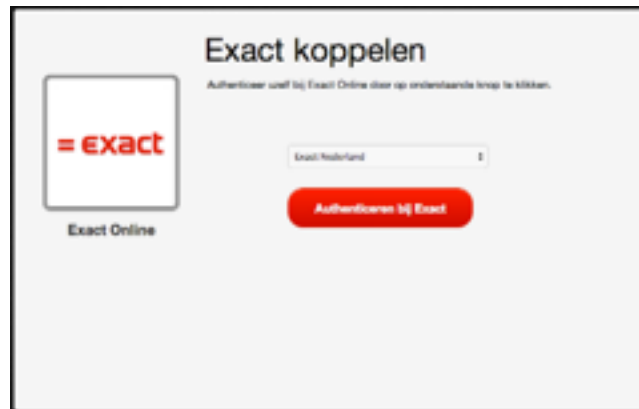 Exact koppelen
Authenticeer uzelf bij Exact Online door op onderstaande knop te klikken.
= exact
Exact Nederland
Authenticeren bij Exact
Exact Online